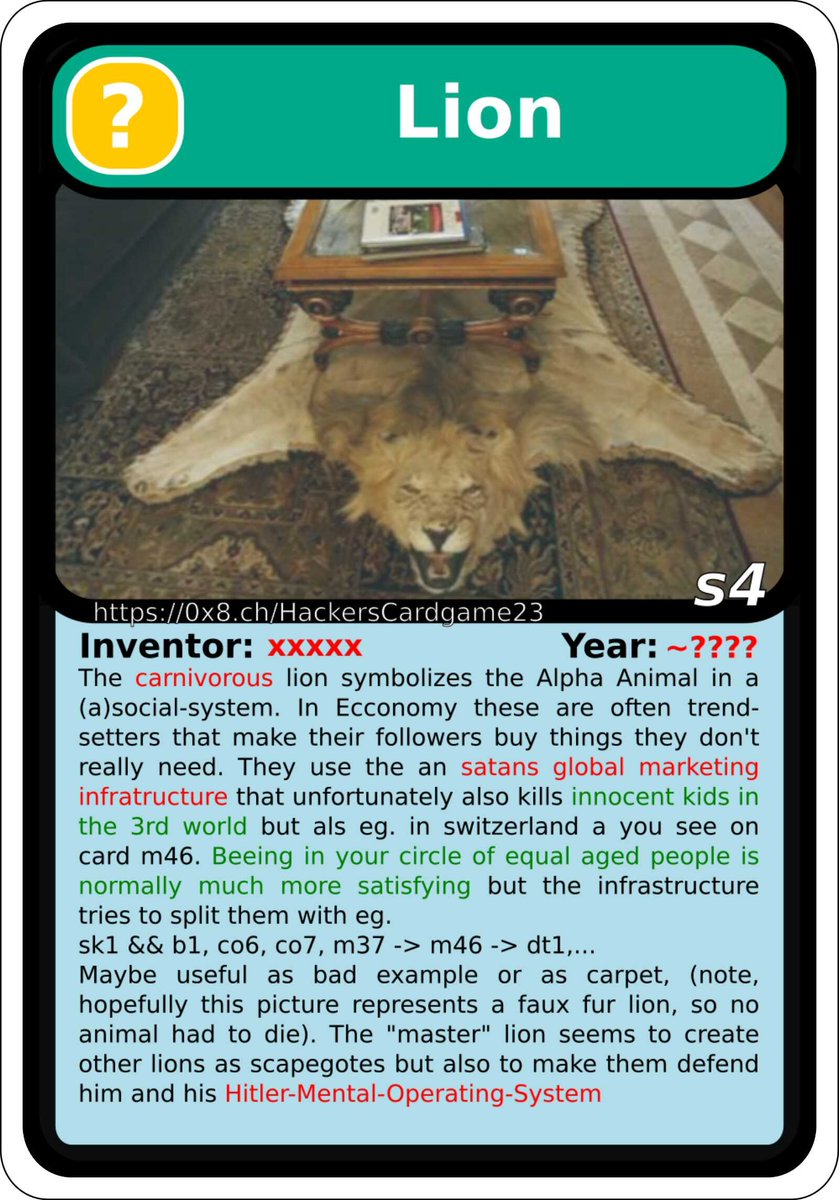 ?
Lion
s4
https://0x8.ch/HackersCardgame23
Inventor: xxxxx Year: ~????
The carnivorous lion symbolizes the Alpha Animal in a
(a)social-system. In Ecconomy these are often trend-
setters that make their followers buy things they don't
really need. They use the an satans global marketing
infratructure that unfortunately also kills innocent kids in
the 3rd world but als eg. in switzerland a you see on
card m46. Beeing in your circle of equal aged people is
normally much more satisfying but the infrastructure
tries to split them with eg.
sk1 && b1, co6, co7, m37 -> m46 -> dt1,...
Maybe useful as bad example or as carpet, (note,
hopefully this picture represents a faux fur lion, so no
animal had to die). The "master" lion seems to create
other lions as scapegotes but also to make them defend
him and his Hitler-Mental-Operating-System